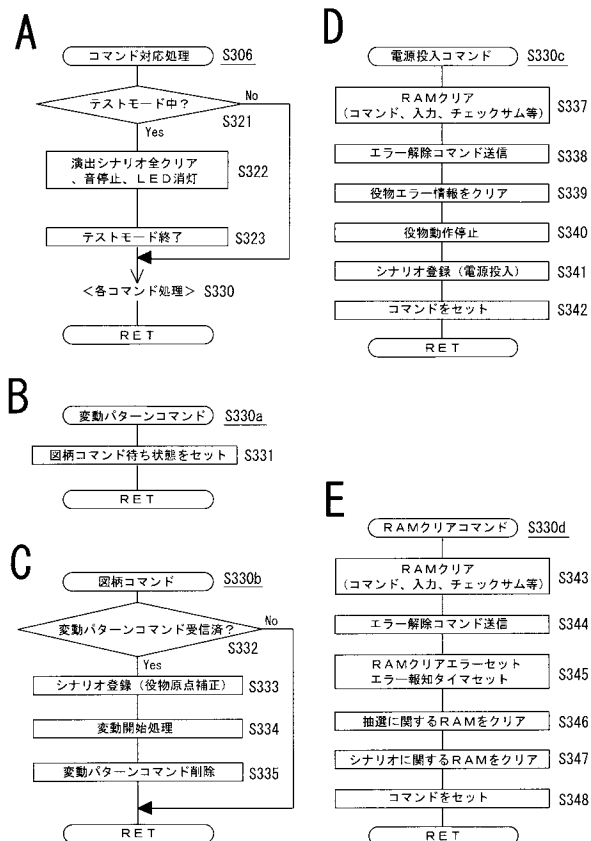 A
コマンド対応処理 S306
テストモード中? No
S321
Yes
演出シナリオ全クリア
、音停止、LED消灯 S322
テストモード終了 S323
<各コマンド処理> S330
RET
B
変動パターンコマンド S330a
図柄コマンド待ち状態をセット S331
RET
C
図柄コマンド S330b
変動パターンコマンド受信済? No
S332
Yes
シナリオ登録(役物原点補正) S333
変動開始処理 S334
変動パターンコマンド削除 S335
RET
D
電源投入コマンド S330c
RAMクリア
(コマンド、入力、チェックサム等) S337
エラー解除コマンド送信 S338
役物エラー情報をクリア S339
役物動作停止 S340
シナリオ登録(電源投入) S341
コマンドをセット S342
RET
E
RAMクリアコマンド S330d
RAMクリア
(コマンド、入力、チェックサム等) S343
エラー解除コマンド送信 S344
RAMクリアエラーセット
エラー報知タイマセット S345
抽選に関するRAMをクリア S346
シナリオに関するRAMをクリア S347
コマンドをセット S348
RET